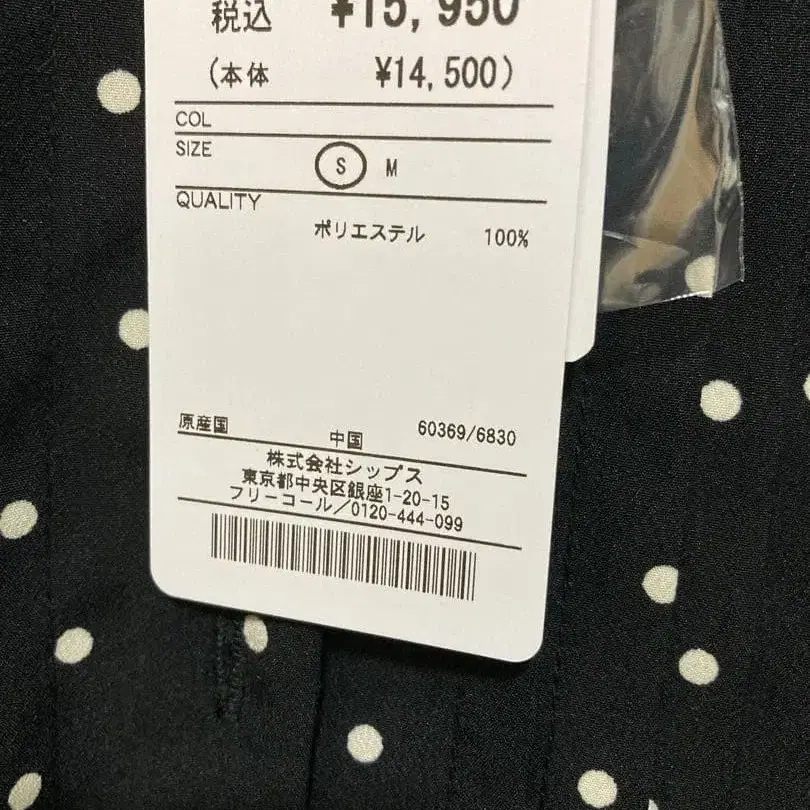 税込 ¥15,950
(本体 ¥14,500)
COL
SIZE S M
QUALITY
ポリエステル 100%
原産国 中国 60369/6830
株式会社シップス
東京都中央区銀座1-20-15
フリーコール/0120-444-099